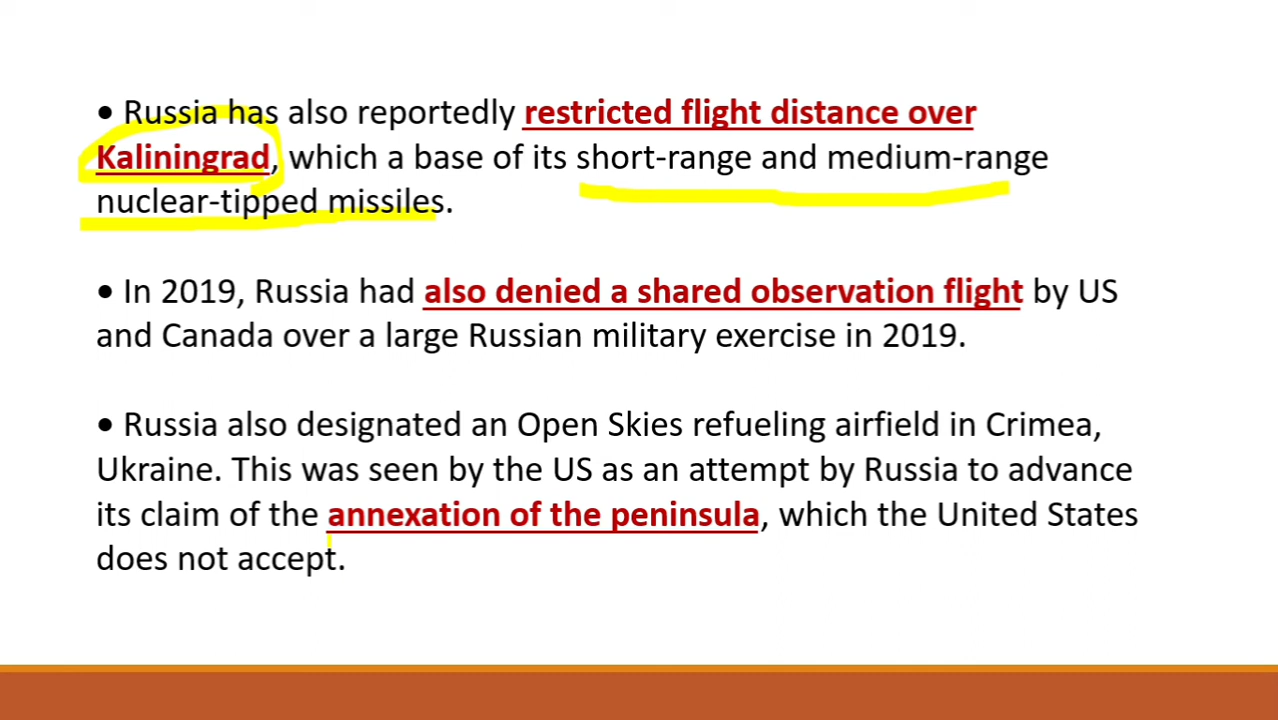 • Russia has also reportedly restricted flight distance over
Kaliningrad, which a base of its short-range and medium-range
nuclear-tipped missiles.
• In 2019, Russia had also denied a shared observation flight by US
and Canada over a large Russian military exercise in 2019.
• Russia also designated an Open Skies refueling airfield in Crimea,
Ukraine. This was seen by the US as an attempt by Russia to advance
its claim of the annexation of the peninsula, which the United States
does not accept.